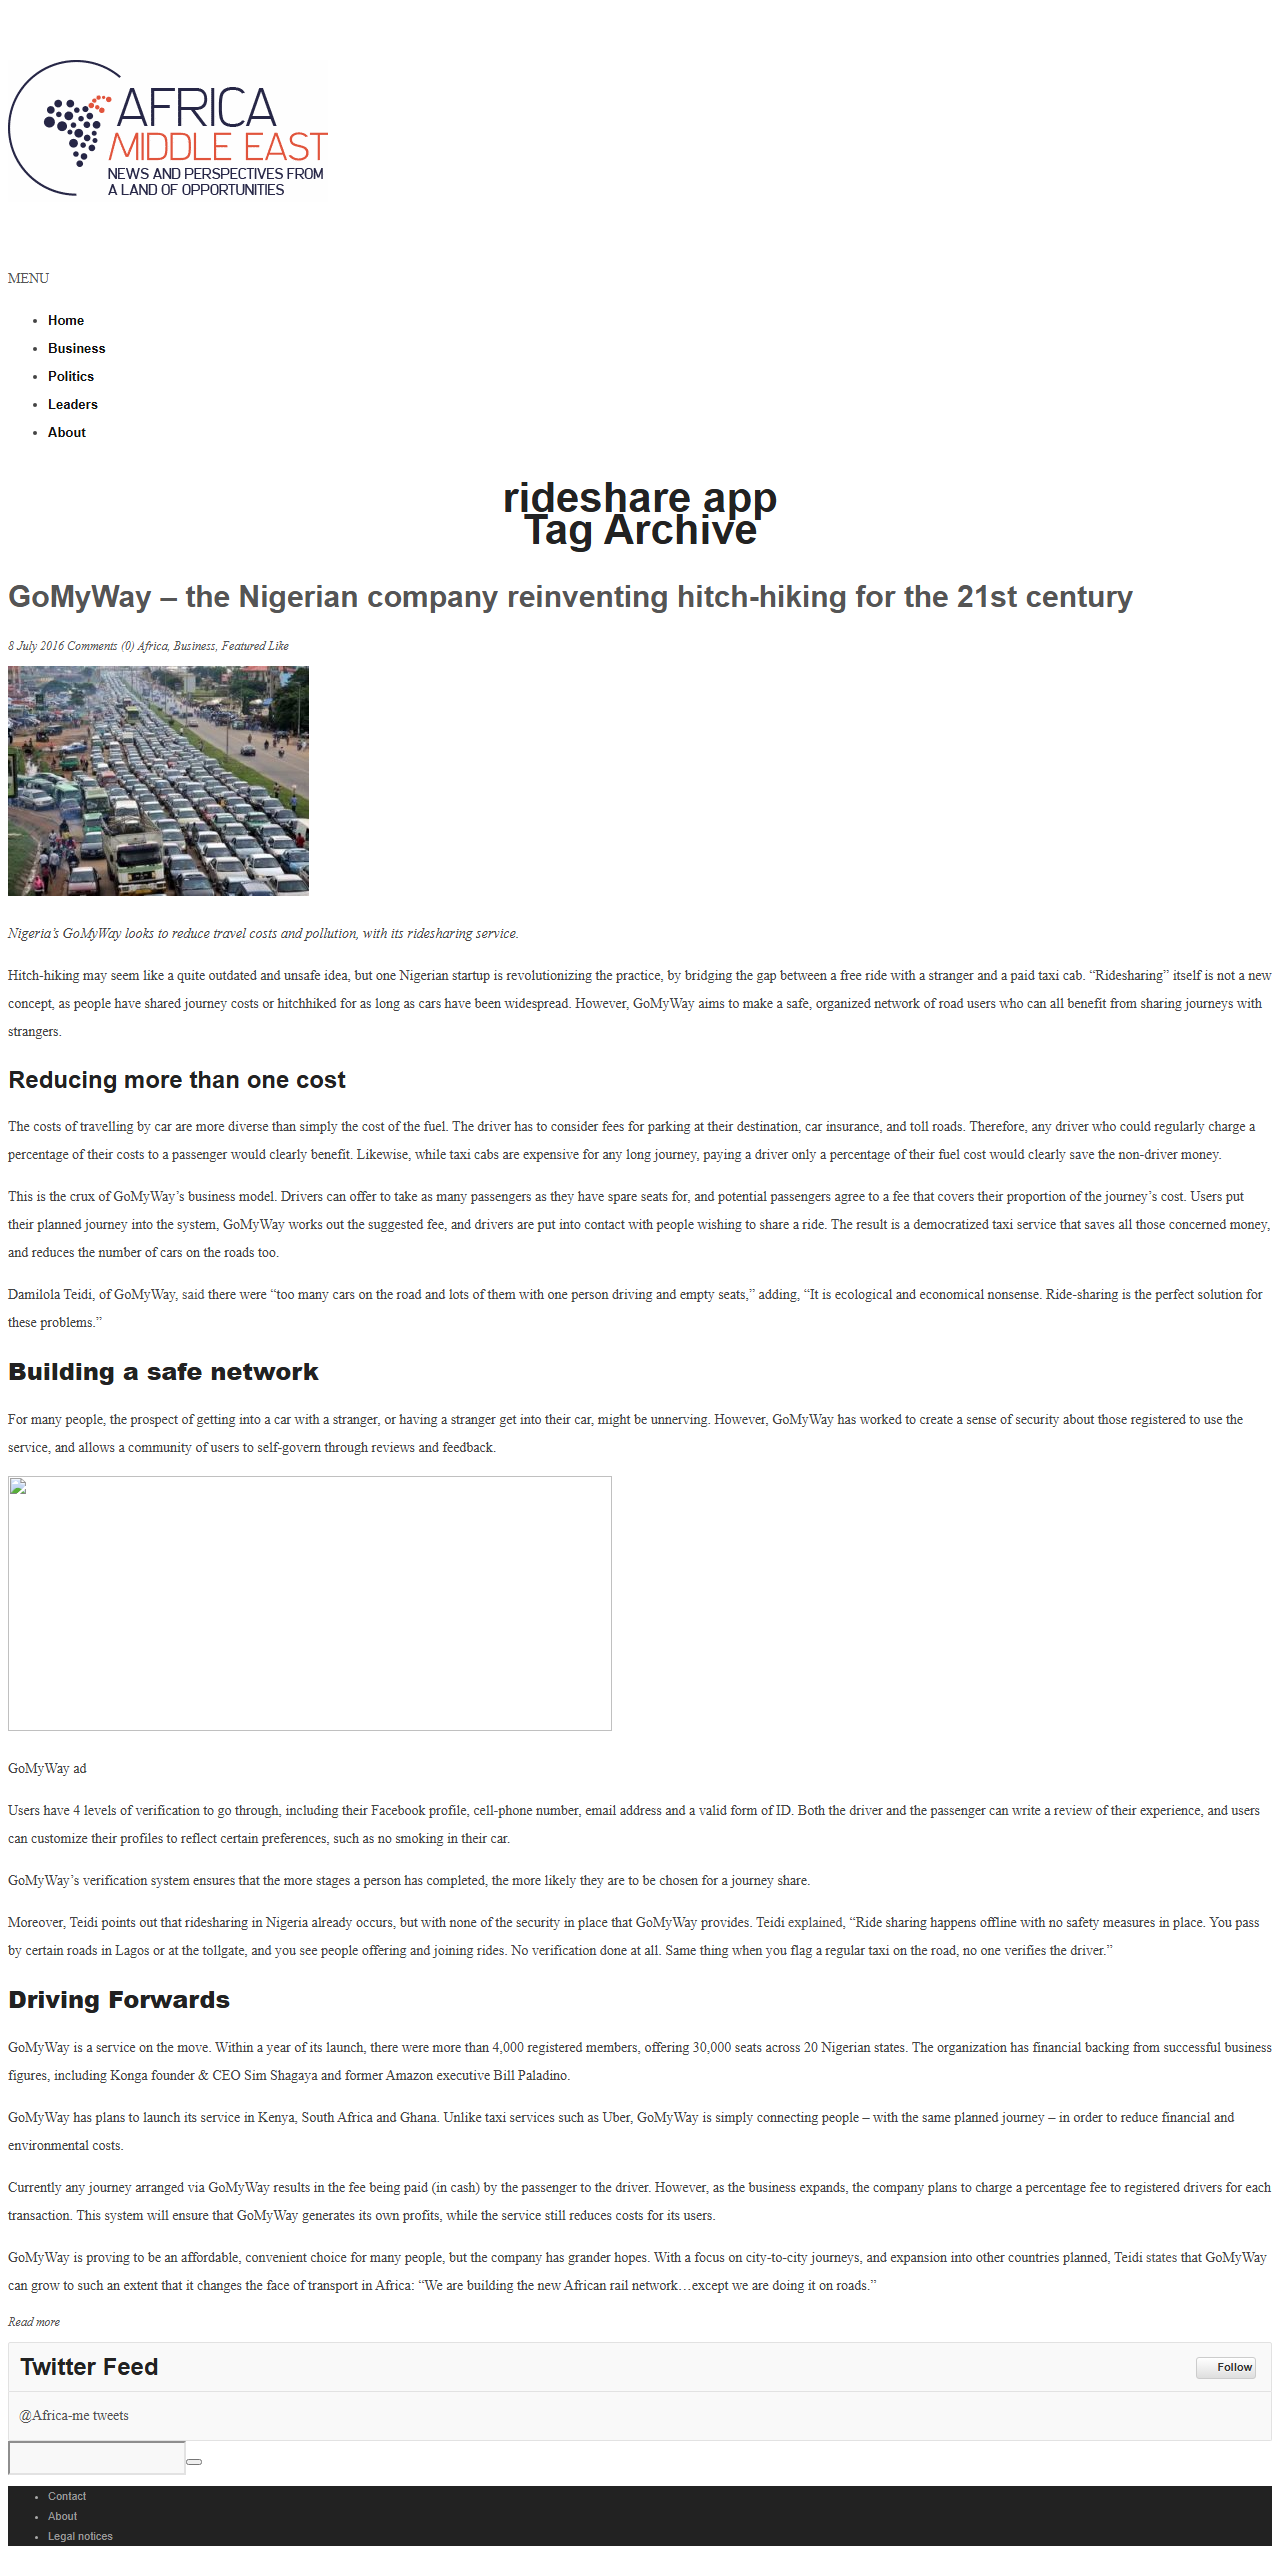 AFRICA
MIDDLE EAST
NEWS AND PERSPECTIVES FROM
A LAND OF OPPORTUNITIES
MENU
Home
Business
Politics
Leaders
About
rideshare app
Tag Archive
GoMyWay – the Nigerian company reinventing hitch-hiking for the 21st century
8 July 2016 Comments (0) Africa, Business, Featured Like
Nigeria’s GoMyWay looks to reduce travel costs and pollution, with its ridesharing service.
Hitch-hiking may seem like a quite outdated and unsafe idea, but one Nigerian startup is revolutionizing the practice, by bridging the gap between a free ride with a stranger and a paid taxi cab. “Ridesharing” itself is not a new
concept, as people have shared journey costs or hitchhiked for as long as cars have been widespread. However, GoMyWay aims to make a safe, organized network of road users who can all benefit from sharing journeys with
strangers.
Reducing more than one cost
The costs of travelling by car are more diverse than simply the cost of the fuel. The driver has to consider fees for parking at their destination, car insurance, and toll roads. Therefore, any driver who could regularly charge a
percentage of their costs to a passenger would clearly benefit. Likewise, while taxi cabs are expensive for any long journey, paying a driver only a percentage of their fuel cost would clearly save the non-driver money.
This is the crux of GoMyWay’s business model. Drivers can offer to take as many passengers as they have spare seats for, and potential passengers agree to a fee that covers their proportion of the journey’s cost. Users put
their planned journey into the system, GoMyWay works out the suggested fee, and drivers are put into contact with people wishing to share a ride. The result is a democratized taxi service that saves all those concerned money,
and reduces the number of cars on the roads too.
Damilola Teidi, of GoMyWay, said there were “too many cars on the road and lots of them with one person driving and empty seats,” adding, “It is ecological and economical nonsense. Ride-sharing is the perfect solution for
these problems.”
Building a safe network
For many people, the prospect of getting into a car with a stranger, or having a stranger get into their car, might be unnerving. However, GoMyWay has worked to create a sense of security about those registered to use the
service, and allows a community of users to self-govern through reviews and feedback.
GoMyWay ad
Users have 4 levels of verification to go through, including their Facebook profile, cell-phone number, email address and a valid form of ID. Both the driver and the passenger can write a review of their experience, and users
can customize their profiles to reflect certain preferences, such as no smoking in their car.
GoMyWay’s verification system ensures that the more stages a person has completed, the more likely they are to be chosen for a journey share.
Moreover, Teidi points out that ridesharing in Nigeria already occurs, but with none of the security in place that GoMyWay provides. Teidi explained, “Ride sharing happens offline with no safety measures in place. You pass
by certain roads in Lagos or at the tollgate, and you see people offering and joining rides. No verification done at all. Same thing when you flag a regular taxi on the road, no one verifies the driver.”
Driving Forwards
GoMyWay is a service on the move. Within a year of its launch, there were more than 4,000 registered members, offering 30,000 seats across 20 Nigerian states. The organization has financial backing from successful business
figures, including Konga founder & CEO Sim Shagaya and former Amazon executive Bill Paladino.
GoMyWay has plans to launch its service in Kenya, South Africa and Ghana. Unlike taxi services such as Uber, GoMyWay is simply connecting people – with the same planned journey – in order to reduce financial and
environmental costs.
Currently any journey arranged via GoMyWay results in the fee being paid (in cash) by the passenger to the driver. However, as the business expands, the company plans to charge a percentage fee to registered drivers for each
transaction. This system will ensure that GoMyWay generates its own profits, while the service still reduces costs for its users.
GoMyWay is proving to be an affordable, convenient choice for many people, but the company has grander hopes. With a focus on city-to-city journeys, and expansion into other countries planned, Teidi states that GoMyWay
can grow to such an extent that it changes the face of transport in Africa: “We are building the new African rail network…except we are doing it on roads.”
Read more
Twitter Feed
Follow
@Africa-me tweets
Contact
About
Legal notices